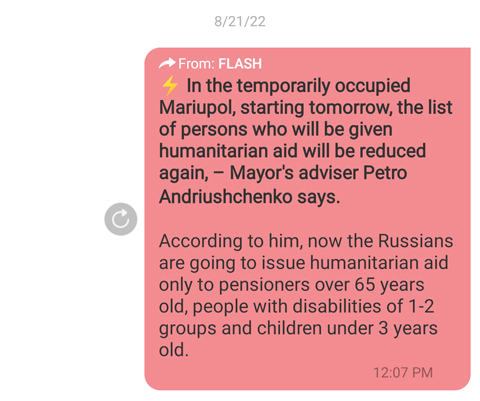 8/21/22
From: FLASH
⚡ In the temporarily occupied
Mariupol, starting tomorrow, the list
of persons who will be given
humanitarian aid will be reduced
again, – Mayor's adviser Petro
Andriushchenko says.
According to him, now the Russians
are going to issue humanitarian aid
only to pensioners over 65 years
old, people with disabilities of 1-2
groups and children under 3 years
old.
12:07 PM